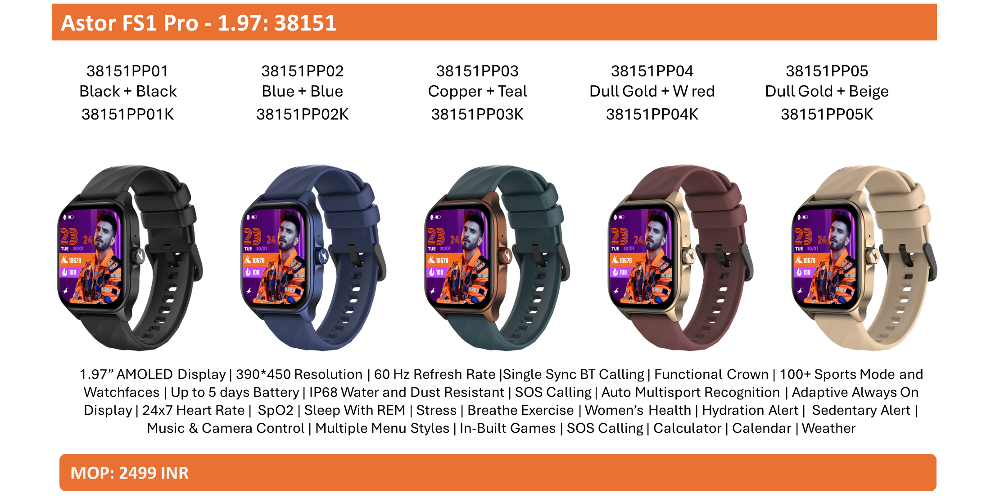 Astor FS1 Pro - 1.97: 38151
38151PP01
Black + Black
38151PP01K
38151PP02
Blue + Blue
38151PP02K
38151PP03
Copper + Teal
38151PP03K
38151PP04
Dull Gold + W red
38151PP04K
38151PP05
Dull Gold + Beige
38151PP05K
23 24
TUE 30/01
10678
108
23 24
TUE 30/01
10678
108
23 24
TUE 30/01
10678
108
23 24
TUE 30/01
10678
108
23 24
TUE 30/01
10678
108
1.97” AMOLED Display | 390*450 Resolution | 60 Hz Refresh Rate |Single Sync BT Calling | Functional Crown | 100+ Sports Mode and
Watchfaces | Up to 5 days Battery | IP68 Water and Dust Resistant | SOS Calling | Auto Multisport Recognition | Adaptive Always On
Display | 24x7 Heart Rate | SpO2 | Sleep With REM | Stress | Breathe Exercise | Women’s Health | Hydration Alert | Sedentary Alert |
Music & Camera Control | Multiple Menu Styles | In-Built Games | SOS Calling | Calculator | Calendar | Weather
MOP: 2499 INR